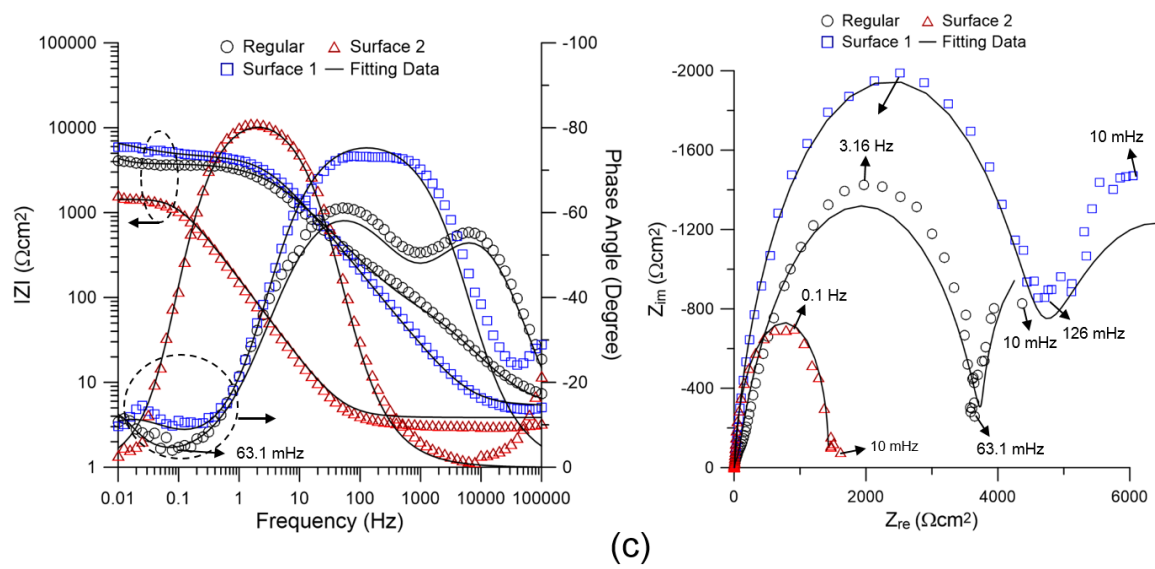 Regular
Surface 2
Surface 1
Fitting Data
100000
10000
1000
100
10
1
|Z| (Ωcm2)
-100
-80
-60
-40
-20
0
Phase Angle (Degree)
63.1 mHz
0.01
0.1
1
10
100
1000
10000
100000
Frequency (Hz)
Regular
Surface 2
Surface 1
Fitting Data
-2000
-1600
-1200
-800
-400
0
Zim (Ωcm2)
3.16 Hz
10 mHz
0.1 Hz
10 mHz
126 mHz
10 mHz
63.1 mHz
0
2000
4000
6000
Zre (Ωcm2)
(c)